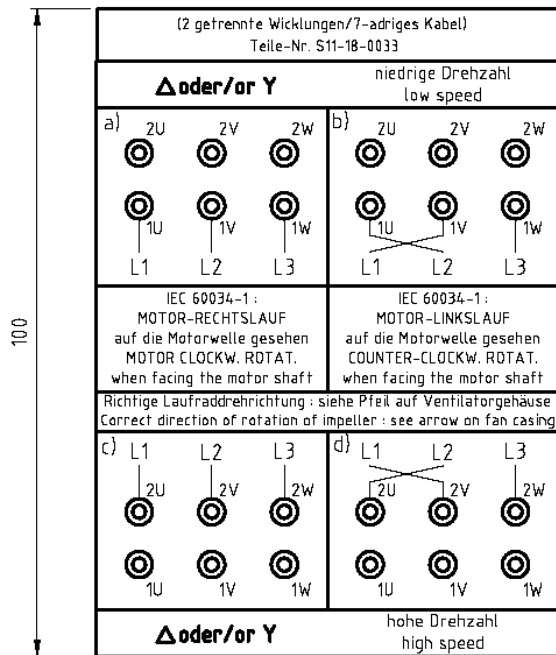 (2 getrennte Wicklungen/7-adriges Kabel)
Teile-Nr. S11-18-0033
Δ oder/or Y
niedrige Drehzahl
low speed
a)
2U 2V 2W
1U 1V 1W
L1 L2 L3
b)
2U 2V 2W
1U 1V 1W
L1 L2 L3
IEC 60034-1 :
MOTOR-RECHTSLAUF
auf die Motorwelle gesehen
MOTOR CLOCKW. ROTAT.
when facing the motor shaft
IEC 60034-1 :
MOTOR-LINKSLAUF
auf die Motorwelle gesehen
COUNTER-CLOCKW. ROTAT.
when facing the motor shaft
Richtige Laufraddrehrichtung : siehe Pfeil auf Ventilatorgehäuse
Correct direction of rotation of impeller : see arrow on fan casing
c)
L1 L2 L3
2U 2V 2W
1U 1V 1W
d)
L1 L2 L3
2U 2V 2W
1U 1V 1W
Δ oder/or Y
hohe Drehzahl
high speed
100